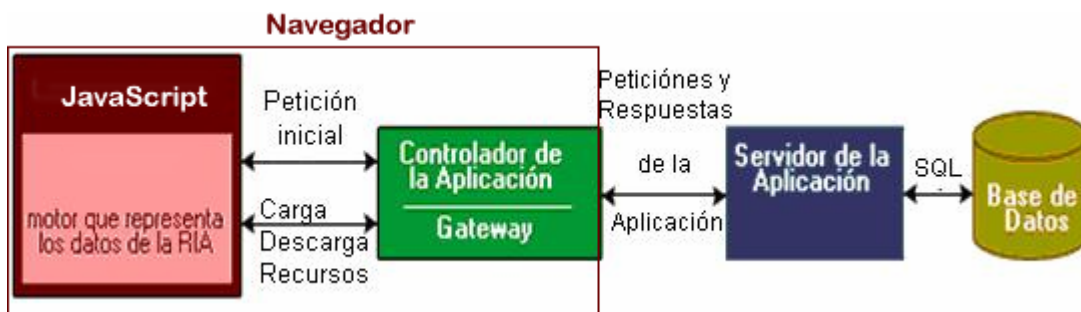 Navegador
JavaScript
motor que representa
los datos de la RIA
Petición
inicial
Carga
Descarga
Recursos
Controlador de
la Aplicación
Gateway
Peticiónes y
Respuestas
de la
Aplicación
Servidor de la
Aplicación
SQL
Base de
Datos